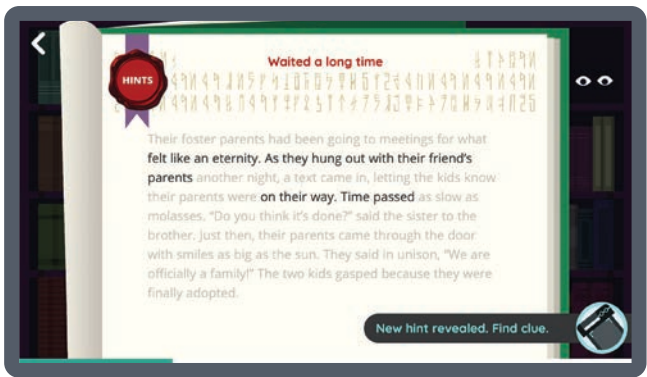 Waited a long time
HINTS
Their foster parents had been going to meetings for what
felt like an eternity. As they hung out with their friend's
parents another night, a text came in, letting the kids know
their parents were on their way. Time passed as slow as
molasses. “Do you think it's done?” said the sister to the
brother. Just then, their parents came through the door
with smiles as big as the sun. They said in unison, “We are
officially a family!” The two kids gasped because they were
finally adopted.
New hint revealed. Find clue.